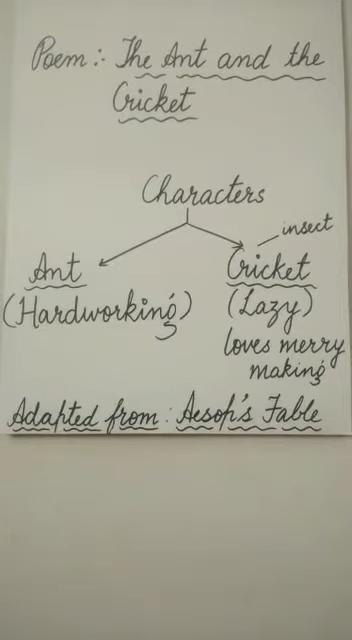 Poem:- The Ant and the
Cricket
Characters
insect
Ant
Cricket
(Hardworking)
(Lazy)
loves merry
making
Adapted from: Aesop's Fable